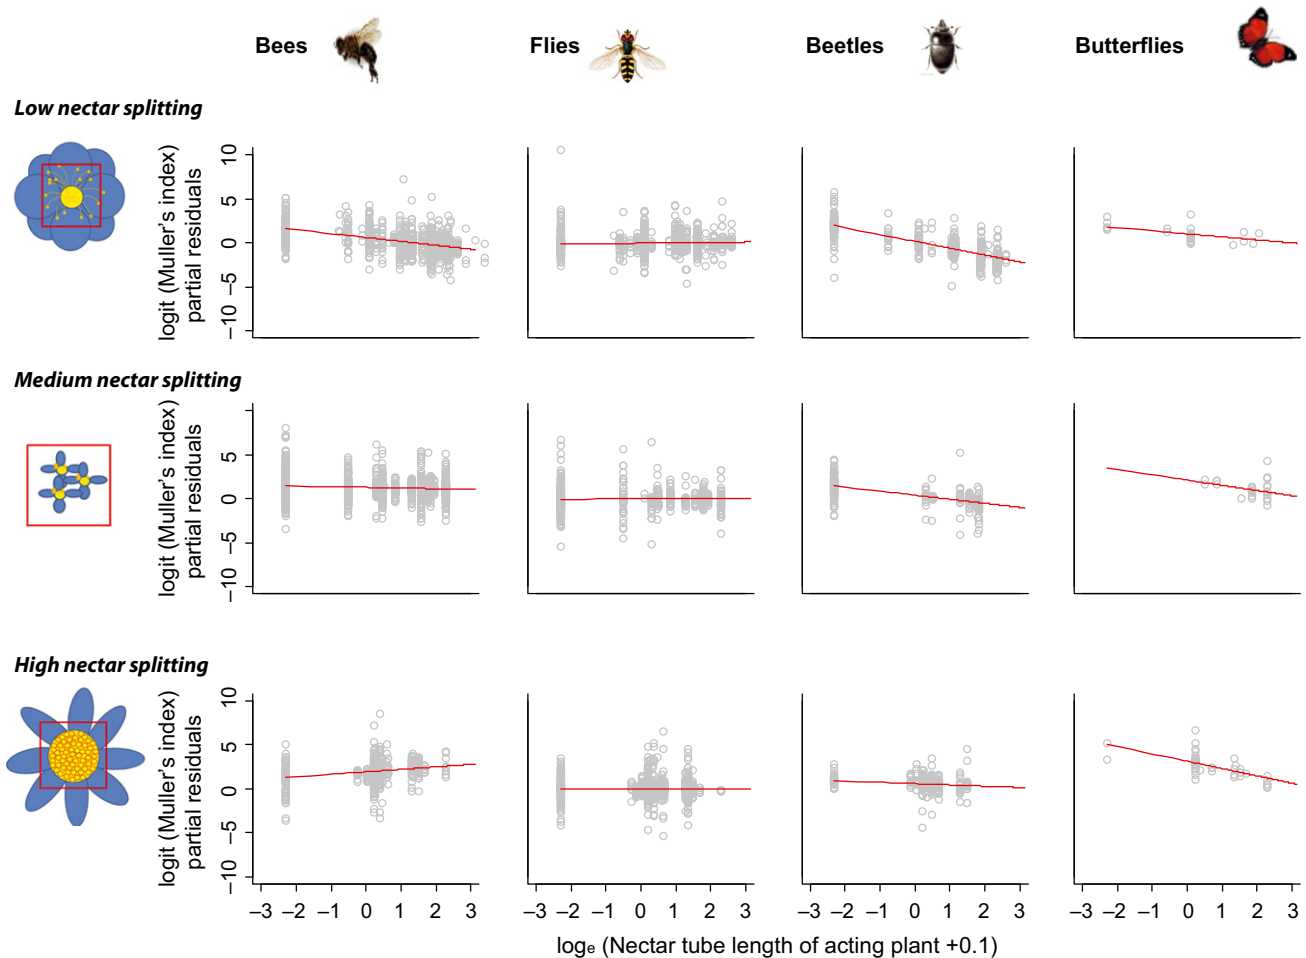 Bees Flies Beetles Butterflies
Low nectar splitting
logit (Muller's index)
partial residuals
10
5
0
−5
−10
Medium nectar splitting
logit (Muller's index)
partial residuals
5
0
−5
−10
High nectar splitting
logit (Muller's index)
partial residuals
10
5
0
−5
−10
−3 −2 −1 0 1 2 3 −3 −2 −1 0 1 2 3 −3 −2 −1 0 1 2 3 −3 −2 −1 0 1 2 3
logₑ (Nectar tube length of acting plant +0.1)